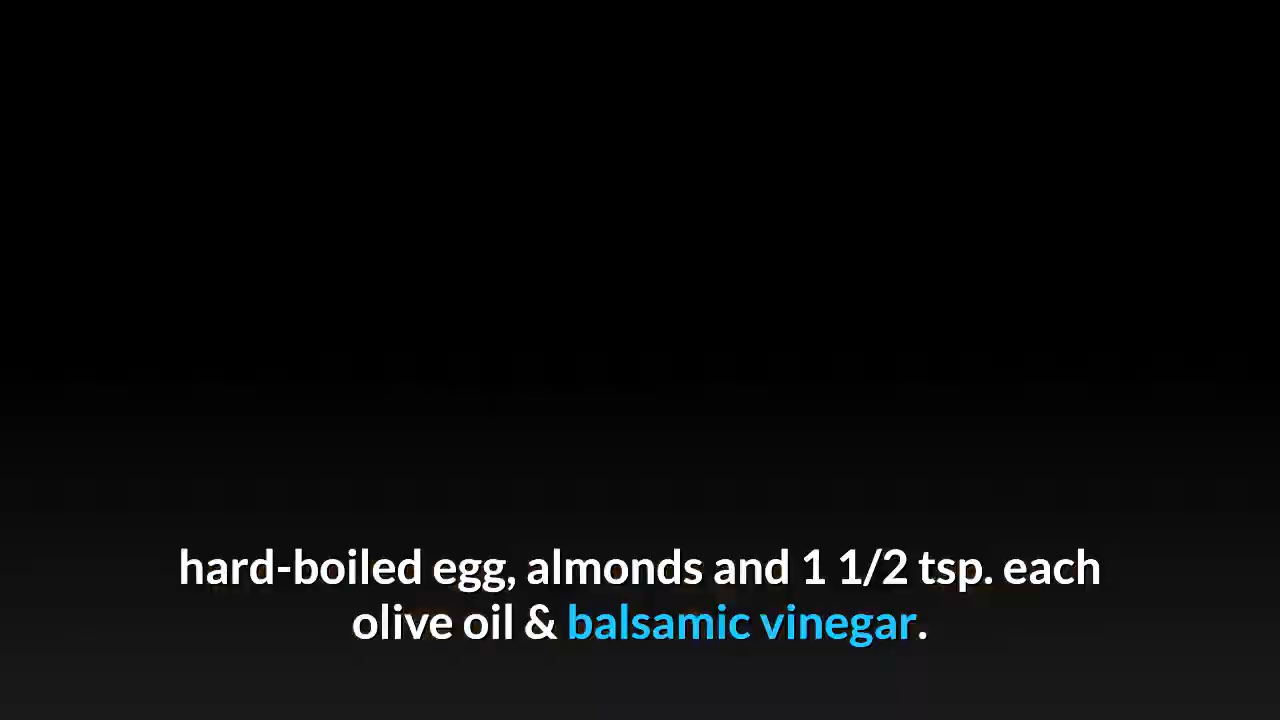 hard-boiled egg, almonds and 1 1/2 tsp. each
olive oil & balsamic vinegar.